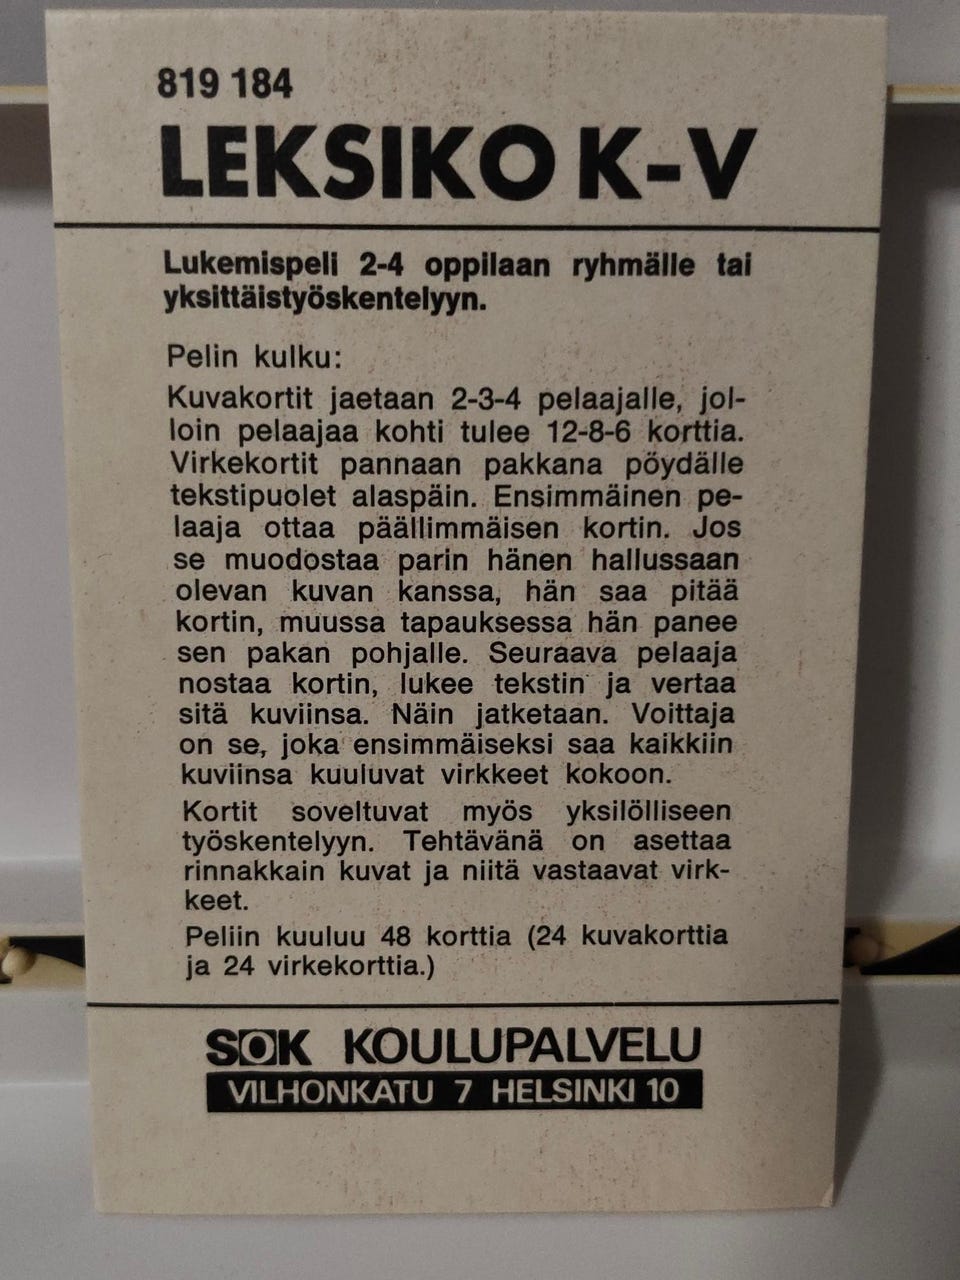 819 184
LEKSIKO K-V
Lukemispeli 2-4 oppilaan ryhmälle tai
yksittäistyöskentelyyn.
Pelin kulku:
Kuvakortit jaetaan 2-3-4 pelaajalle, jol-
loin pelaajaa kohti tulee 12-8-6 korttia.
Virkekortit pannaan pakkana pöydälle
tekstipuolet alaspäin. Ensimmäinen pe-
laaja ottaa päällimmäisen kortin. Jos
se muodostaa parin hänen hallussaan
olevan kuvan kanssa, hän saa pitää
kortin, muussa tapauksessa hän panee
sen pakan pohjalle. Seuraava pelaaja
nostaa kortin, lukee tekstin ja vertaa
sitä kuviinsa. Näin jatketaan. Voittaja
on se, joka ensimmäiseksi saa kaikkiin
kuviinsa kuuluvat virkkeet kokoon.
Kortit soveltuvat myös yksilölliseen
työskentelyyn. Tehtävänä on asettaa
rinnakkain kuvat ja niitä vastaavat virk-
keet.
Peliin kuuluu 48 korttia (24 kuvakorttia
ja 24 virkekorttia.)
SOK KOULUPALVELU
VILHONKATU 7 HELSINKI 10